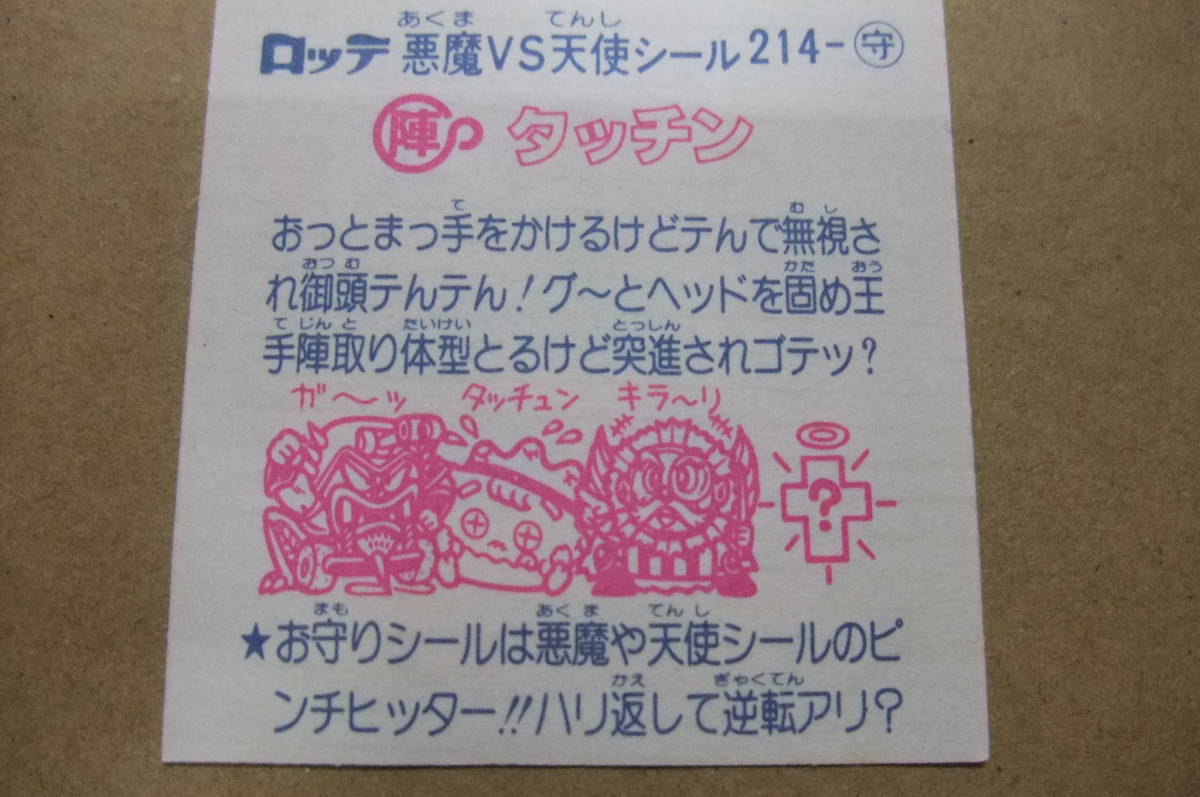 あくま てんし
ロッテ 悪魔VS天使シール214-守
陣 タッチン
て むし
おっとまっ手をかけるけどテんで無視さ
おつむ かた おう
れ御頭テんテん!グ〜とヘッドを固め王
て じんと たいけい とっしん
手陣取り体型とるけど突進されゴテッ?
ガ〜ッ タッチュン キラ〜リ
?
まも あくま てんし
★お守りシールは悪魔や天使シールのピ
かえ ぎゃくてん
ンチヒッター!!ハリ返して逆転アリ?